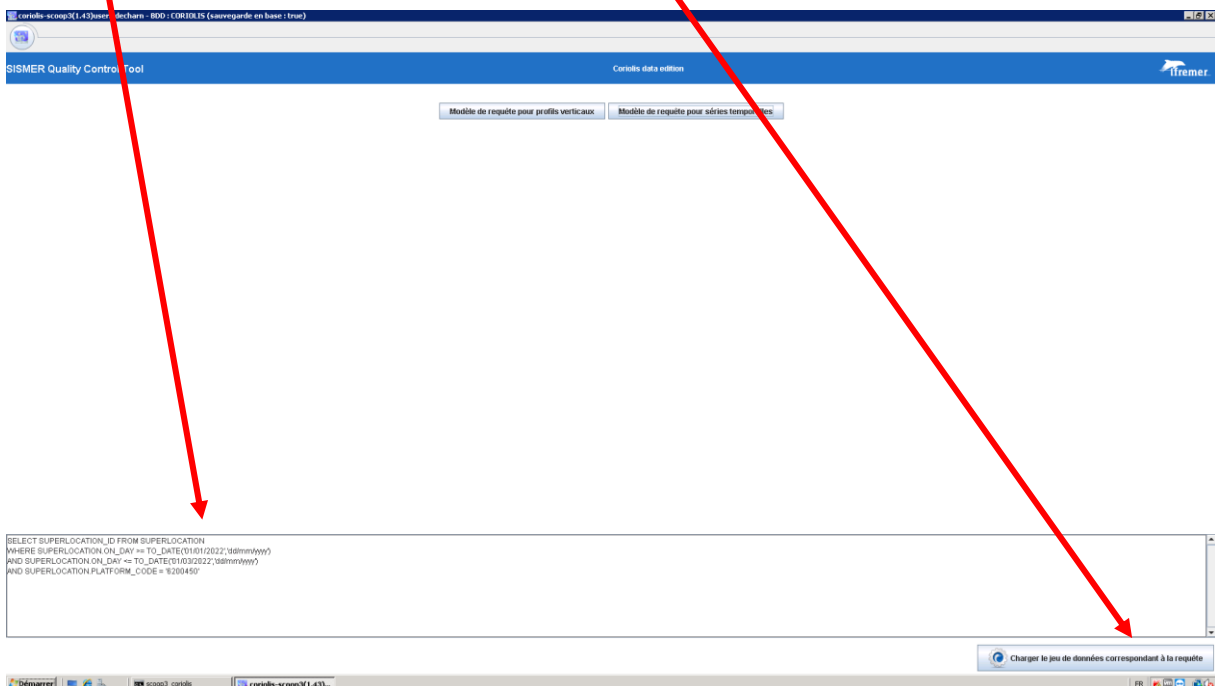 coriolis-scoop3(1.43)user: decharn - BDD : CORIOLIS (sauvegarde en base : true)
SISMER Quality Control Tool
Coriolis data edition
Ifremer
Modèle de requête pour profils verticaux
Modèle de requête pour séries temporelles
SELECT SUPERLOCATION_ID FROM SUPERLOCATION
WHERE SUPERLOCATION.ON_DAY >= TO_DATE('01/01/2022','dd/mm/yyyy')
AND SUPERLOCATION.ON_DAY <= TO_DATE('01/03/2022','dd/mm/yyyy')
AND SUPERLOCATION.PLATFORM_CODE = '6200450'
Charger le jeu de données correspondant à la requête
Démarrer
scoop3_coriolis
coriolis-scoop3(1.43)...
FR